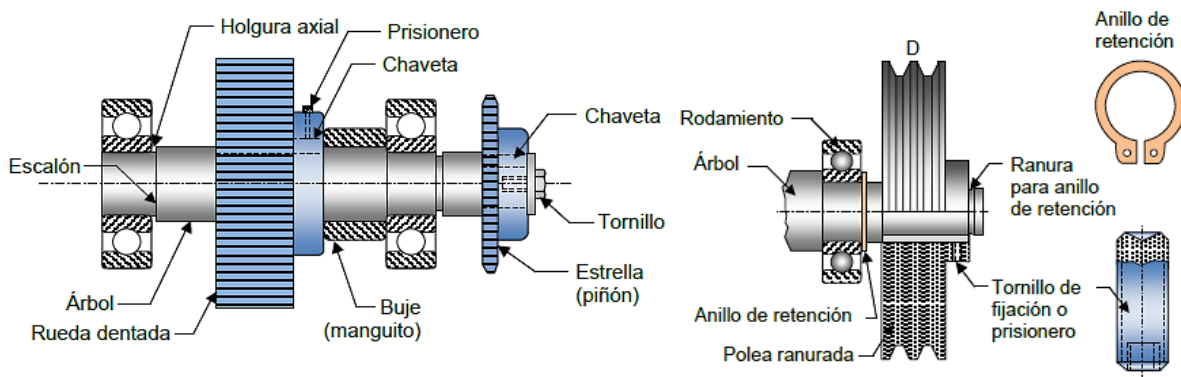 Holgura axial
Prisionero
Chaveta
Escalón
Árbol
Rueda dentada
Buje
(manguito)
Chaveta
Tornillo
Estrella
(piñón)
D
Rodamiento
Árbol
Anillo de retención
Polea ranurada
Anillo de
retención
Ranura
para anillo
de retención
Tornillo de
fijación o
prisionero